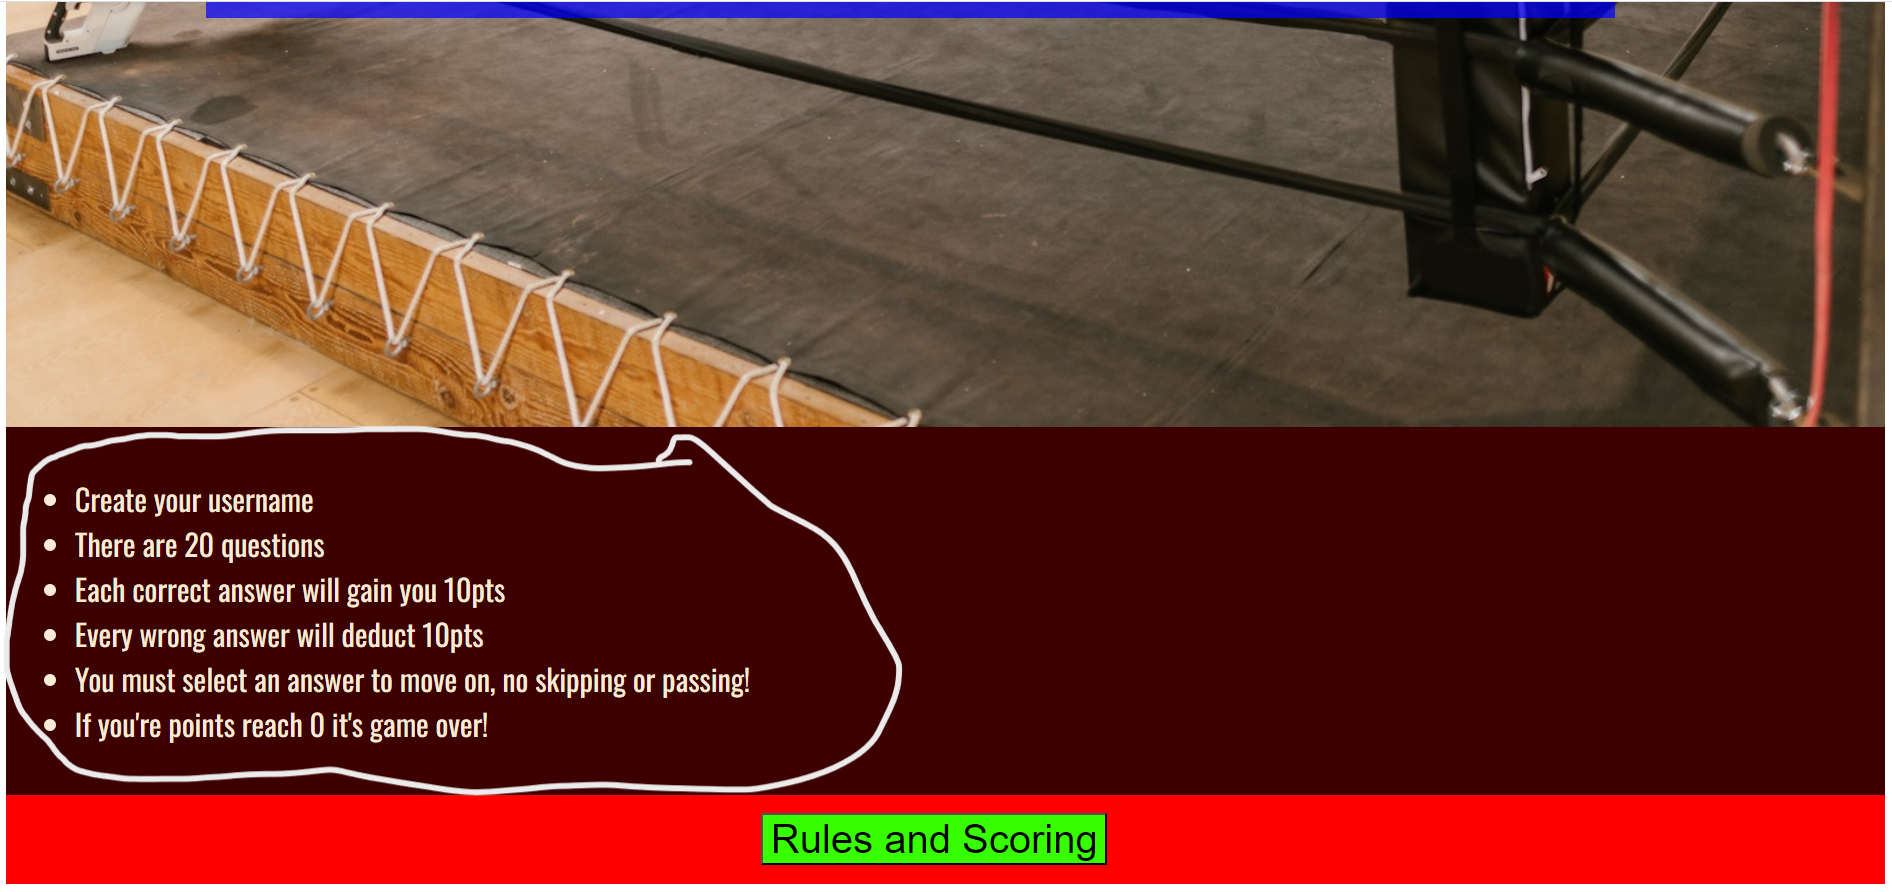 Create your username
There are 20 questions
Each correct answer will gain you 10pts
Every wrong answer will deduct 10pts
You must select an answer to move on, no skipping or passing!
If you're points reach 0 it's game over!
Rules and Scoring